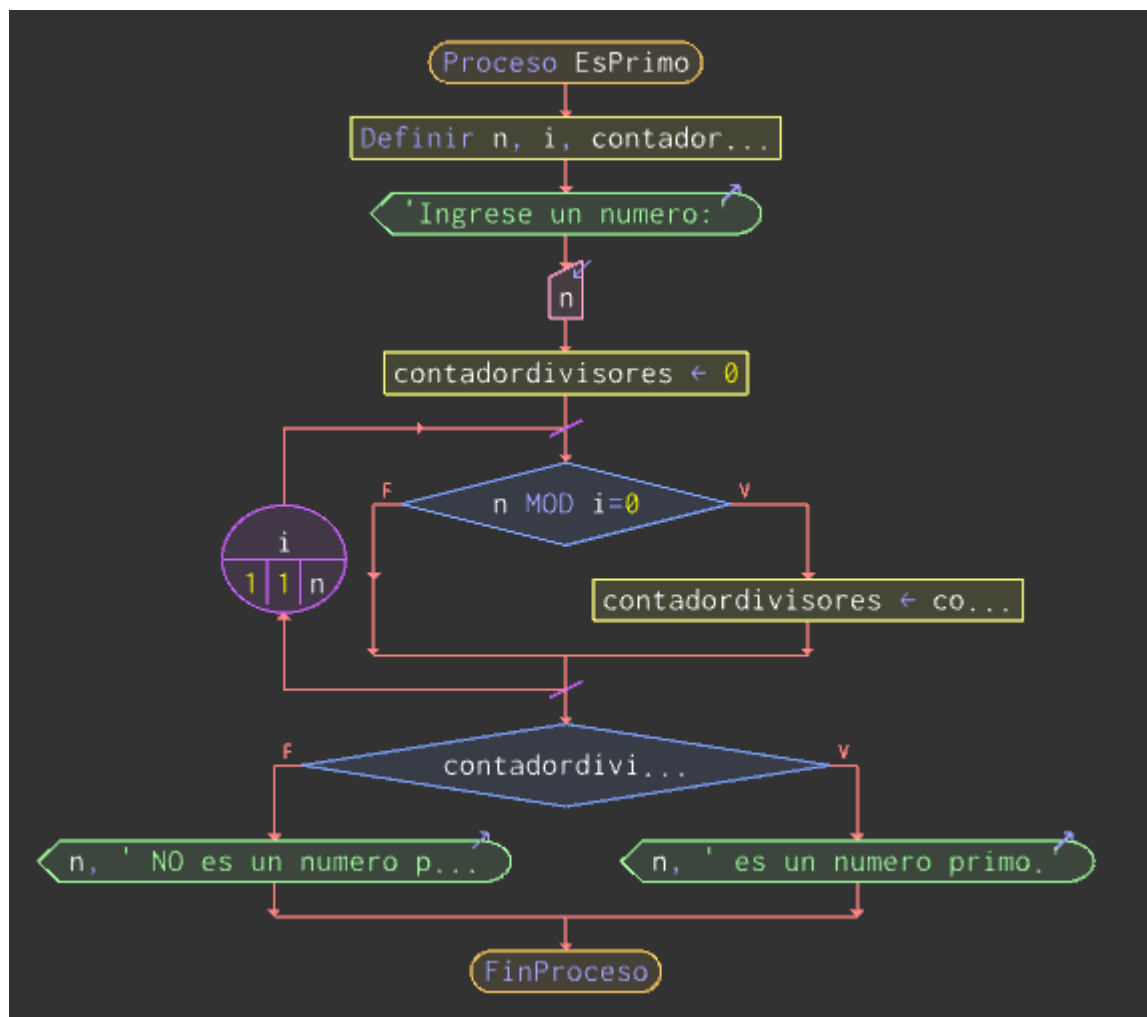 Proceso EsPrimo
Definir n, i, contador...
'Ingrese un numero:'
n
contadordivisores ← 0
F
n MOD i=0
V
i
1 1 n
contadordivisores ← co...
F
contadordivi...
V
n, ' NO es un numero p...
n, ' es un numero primo.'
FinProceso